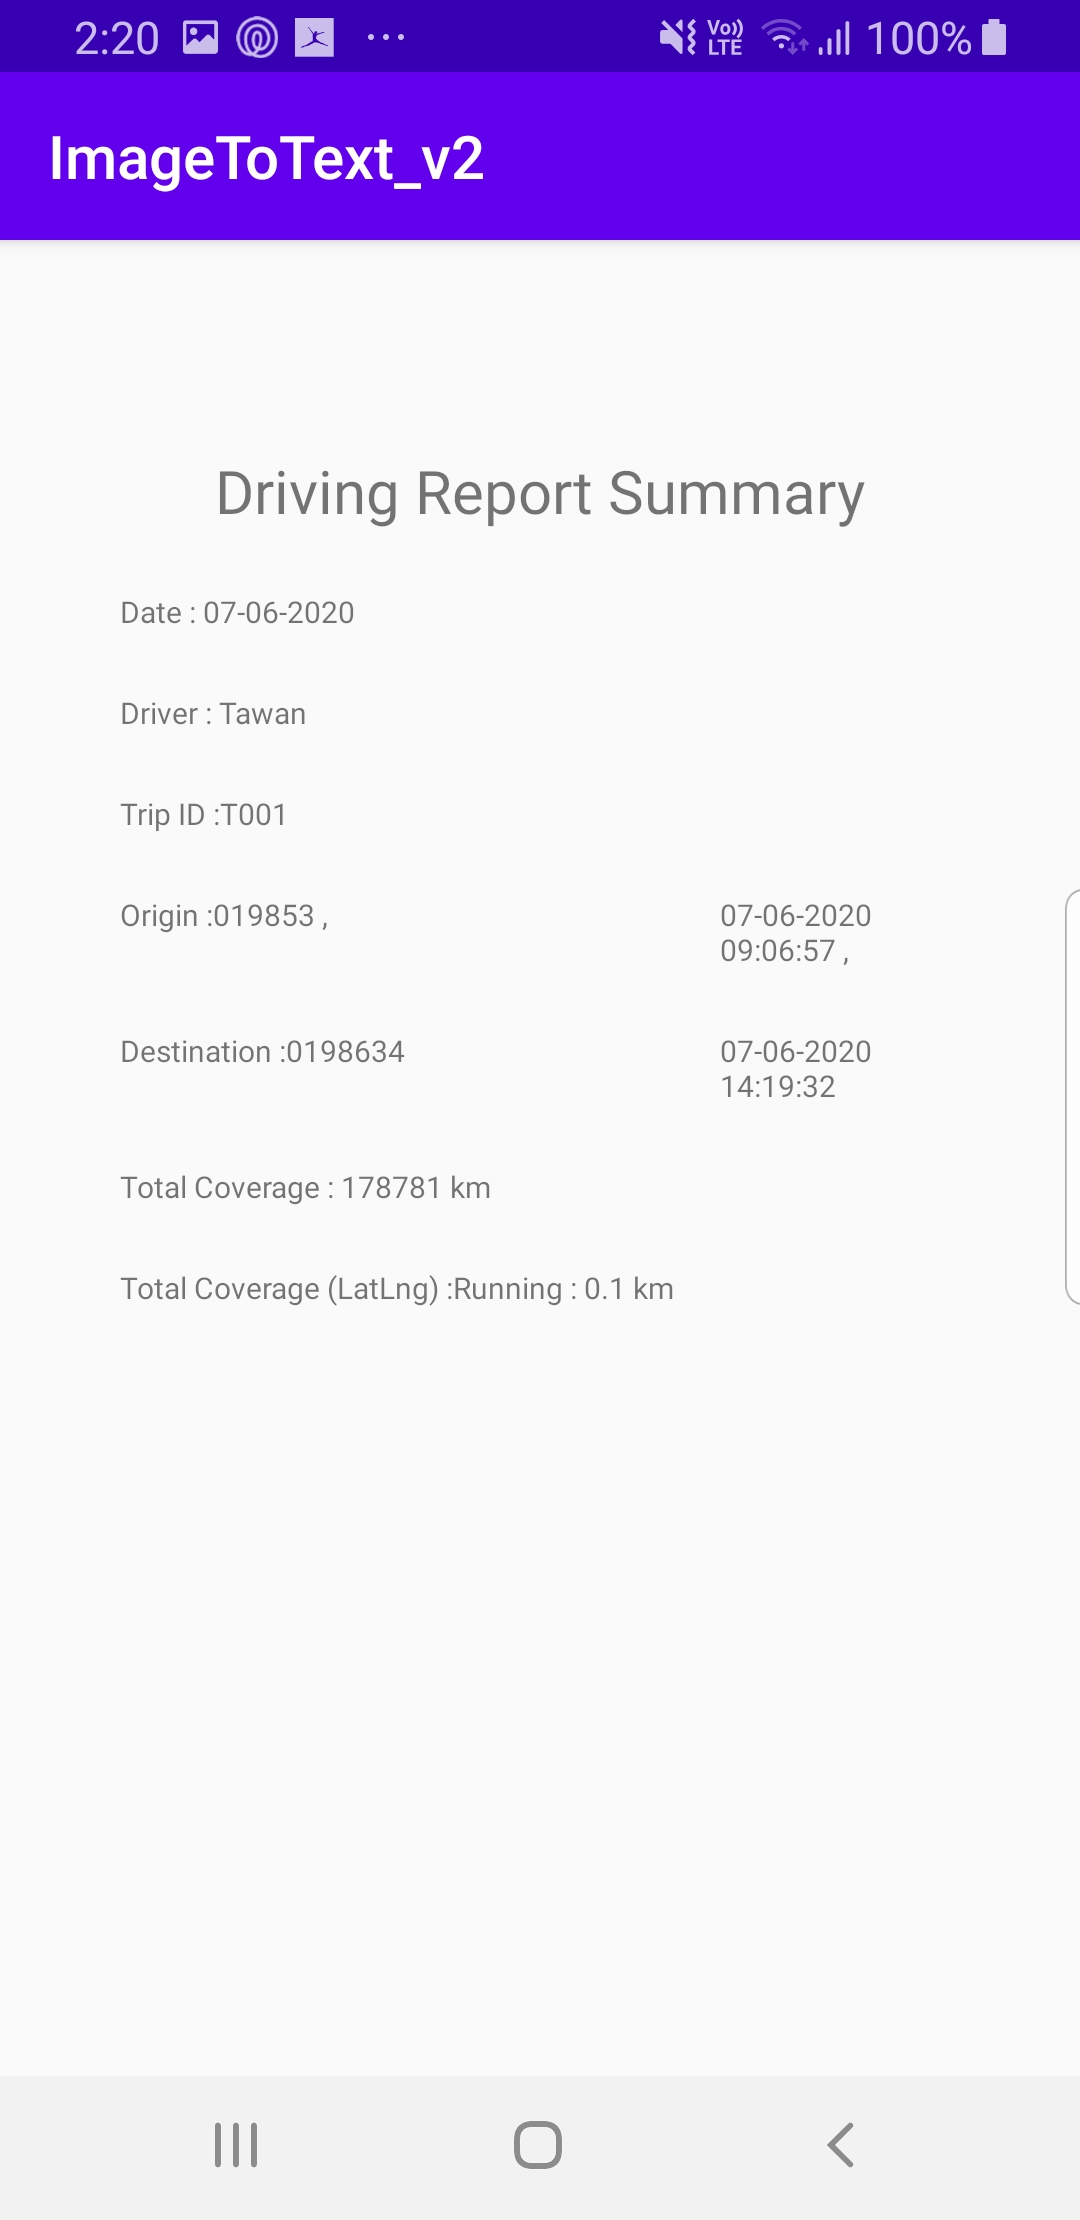 2:20 Vo)) LTE 100%
ImageToText_v2
Driving Report Summary
Date : 07-06-2020
Driver : Tawan
Trip ID :T001
Origin :019853 , 07-06-2020
09:06:57 ,
Destination :0198634 07-06-2020
14:19:32
Total Coverage : 178781 km
Total Coverage (LatLng) :Running : 0.1 km